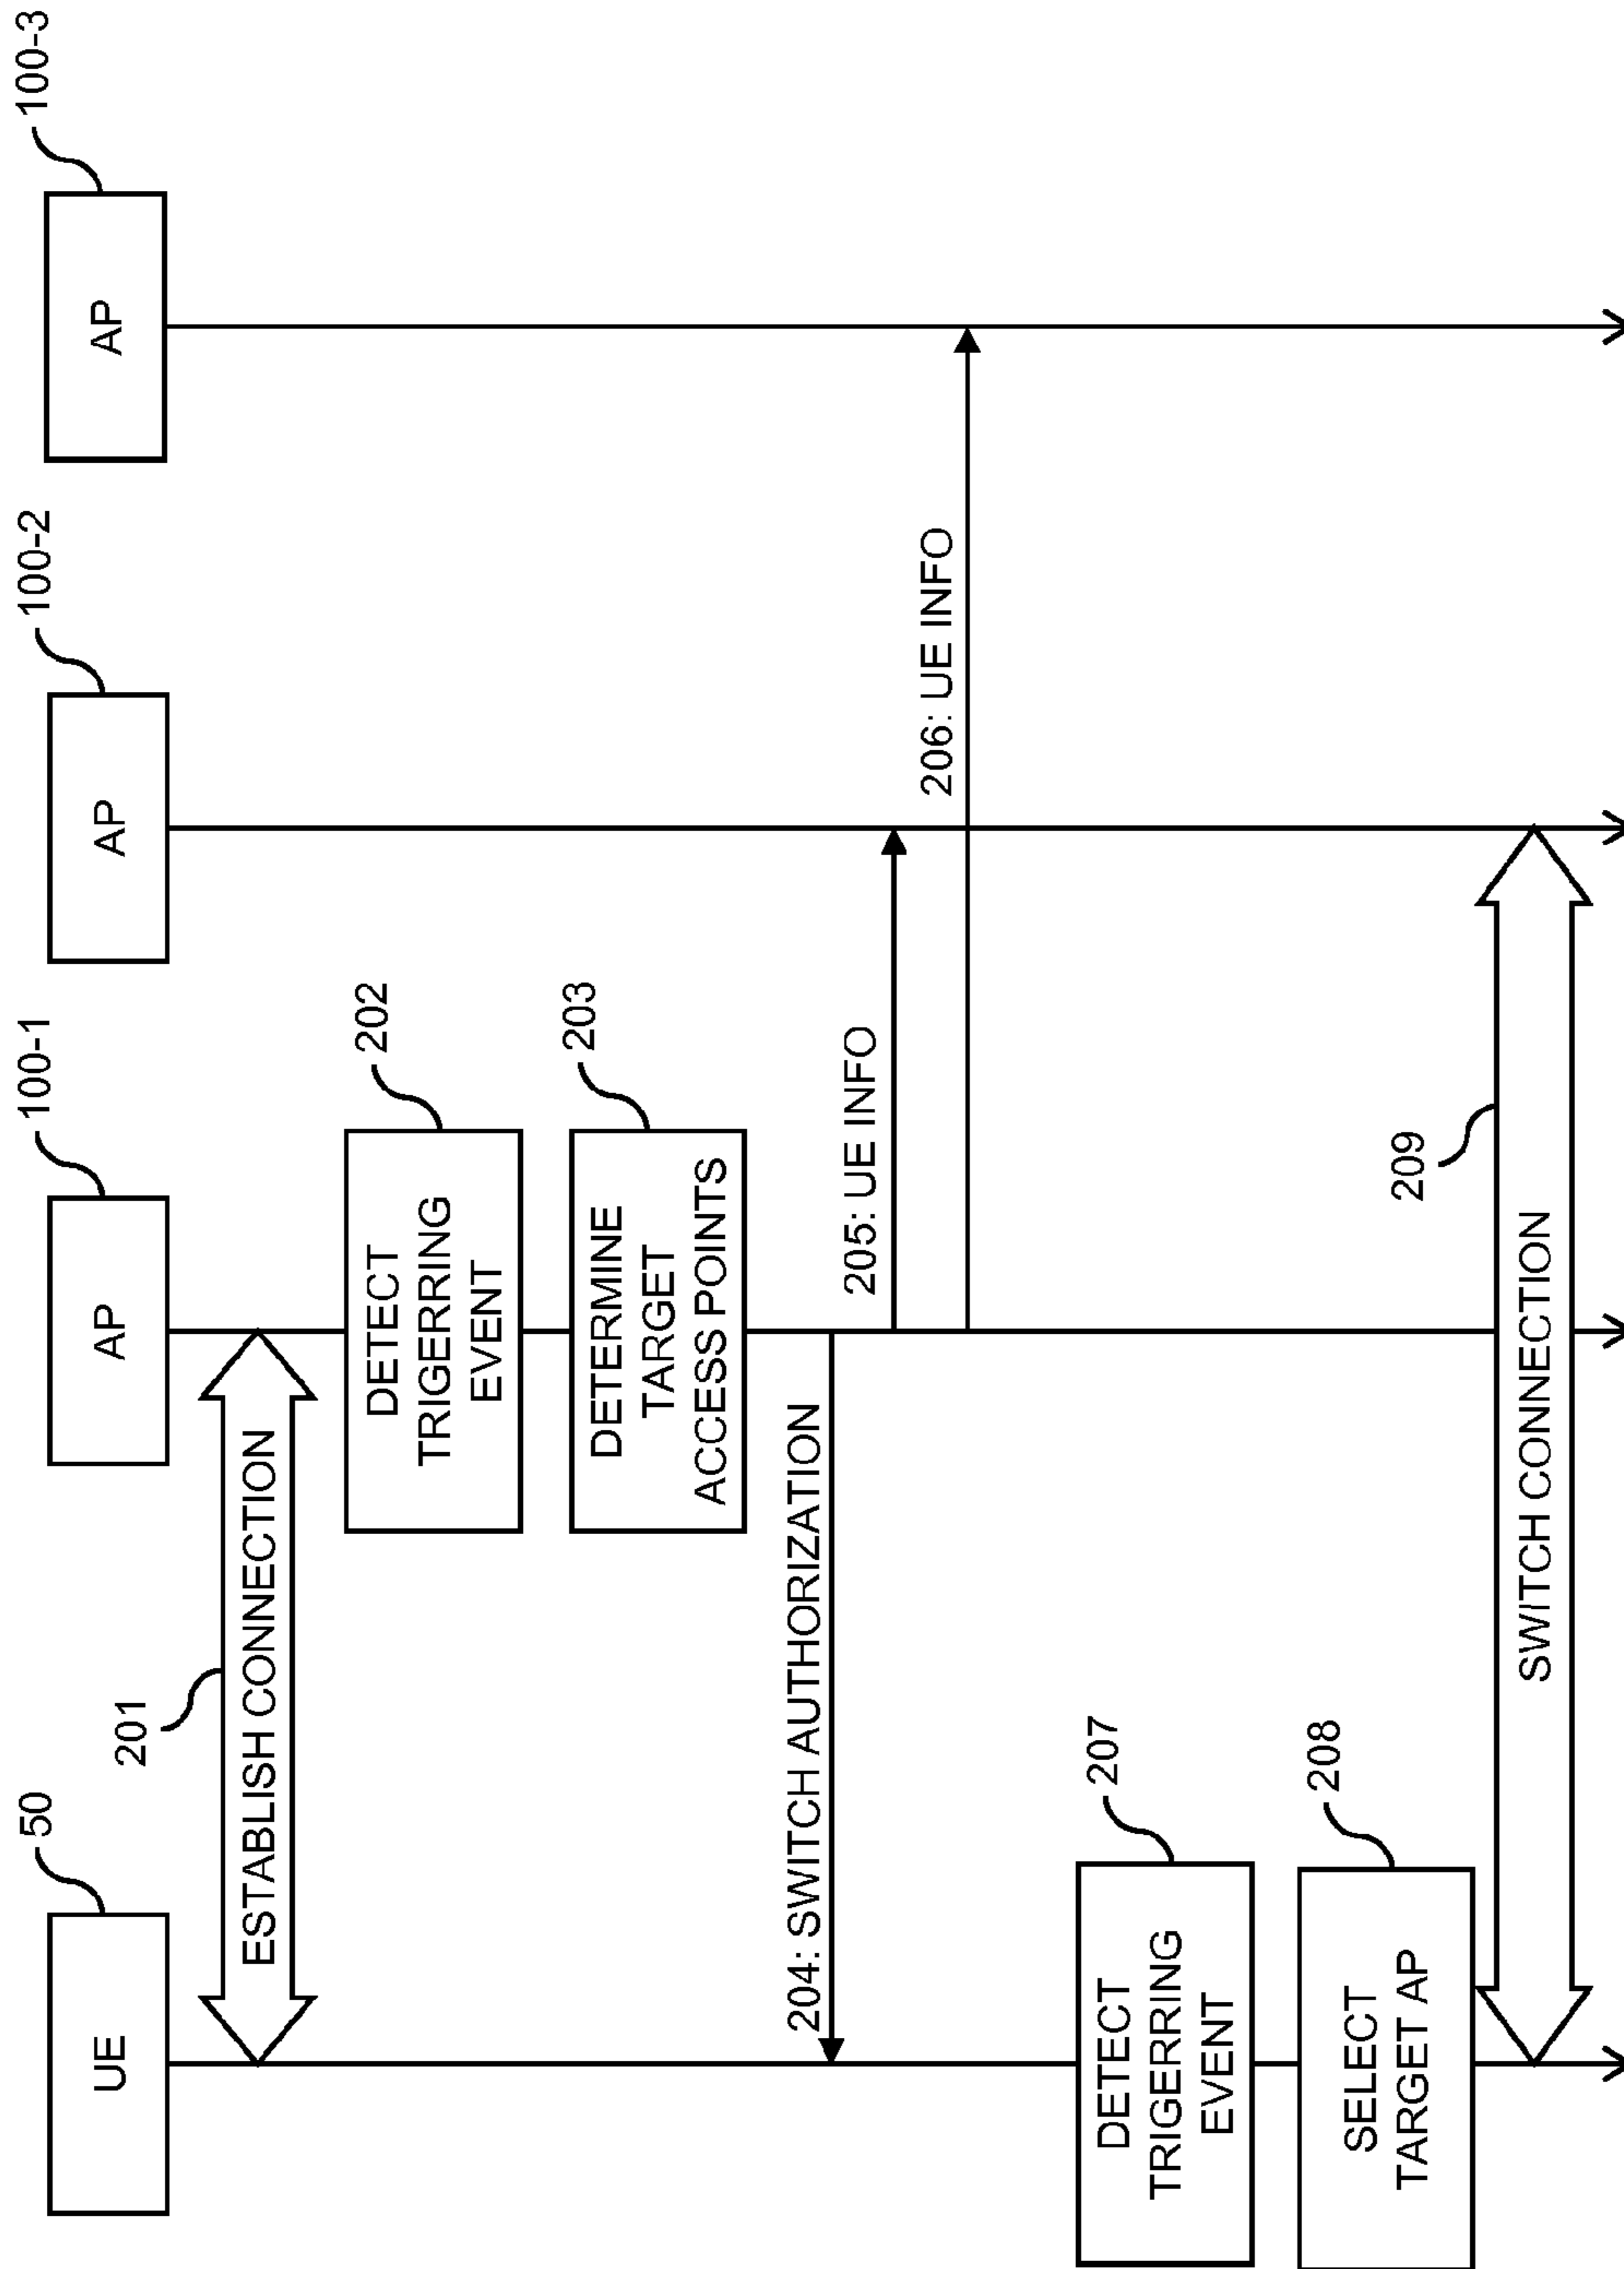 UE
50
AP
100-1
AP
100-2
AP
100-3
201
ESTABLISH CONNECTION
DETECT
TRIGERRING
EVENT
202
DETERMINE
TARGET
ACCESS POINTS
203
204: SWITCH AUTHORIZATION
205: UE INFO
206: UE INFO
DETECT
TRIGERRING
EVENT
207
SELECT
TARGET AP
208
209
SWITCH CONNECTION